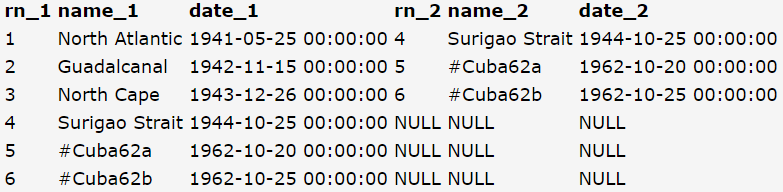 rn_1 name_1 date_1 rn_2 name_2 date_2
1 North Atlantic 1941-05-25 00:00:00 4 Surigao Strait 1944-10-25 00:00:00
2 Guadalcanal 1942-11-15 00:00:00 5 #Cuba62a 1962-10-20 00:00:00
3 North Cape 1943-12-26 00:00:00 6 #Cuba62b 1962-10-25 00:00:00
4 Surigao Strait 1944-10-25 00:00:00 NULL NULL NULL
5 #Cuba62a 1962-10-20 00:00:00 NULL NULL NULL
6 #Cuba62b 1962-10-25 00:00:00 NULL NULL NULL